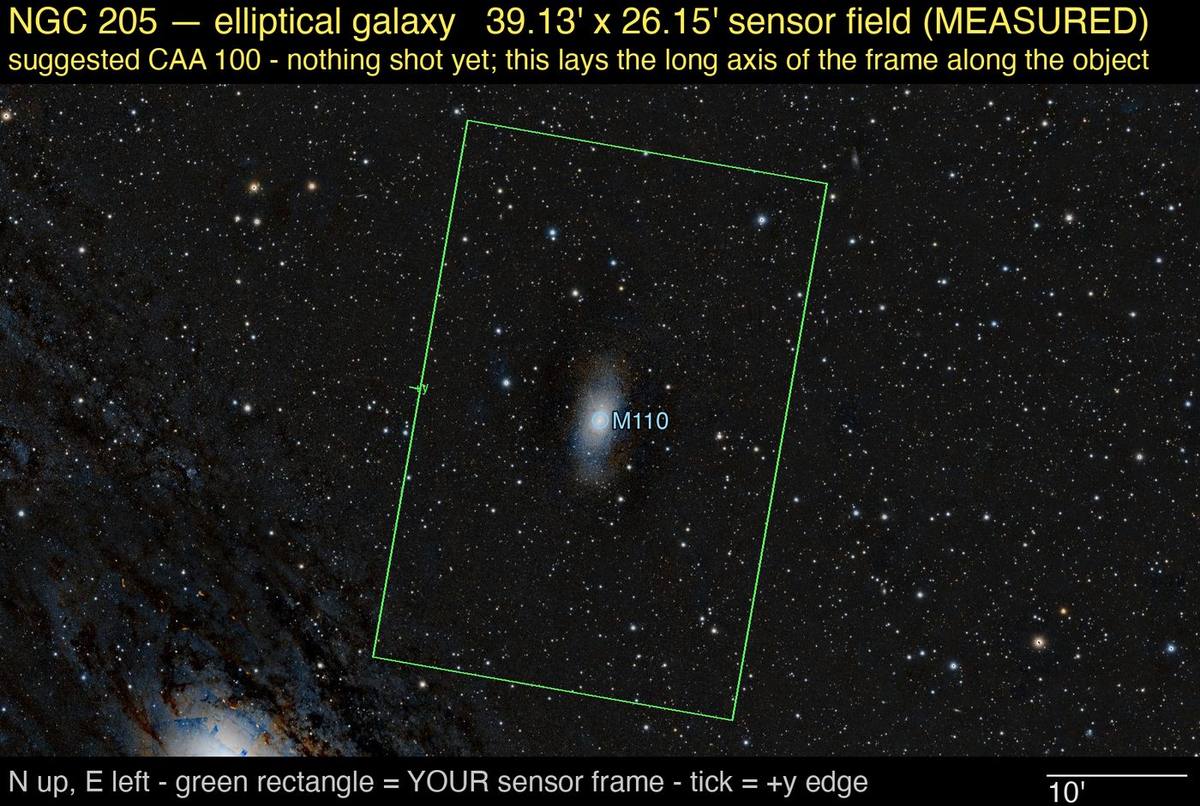 NGC 205 — elliptical galaxy 39.13' x 26.15' sensor field (MEASURED)
suggested CAA 100 - nothing shot yet; this lays the long axis of the frame along the object
+y
M110
N up, E left - green rectangle = YOUR sensor frame - tick = +y edge
10'